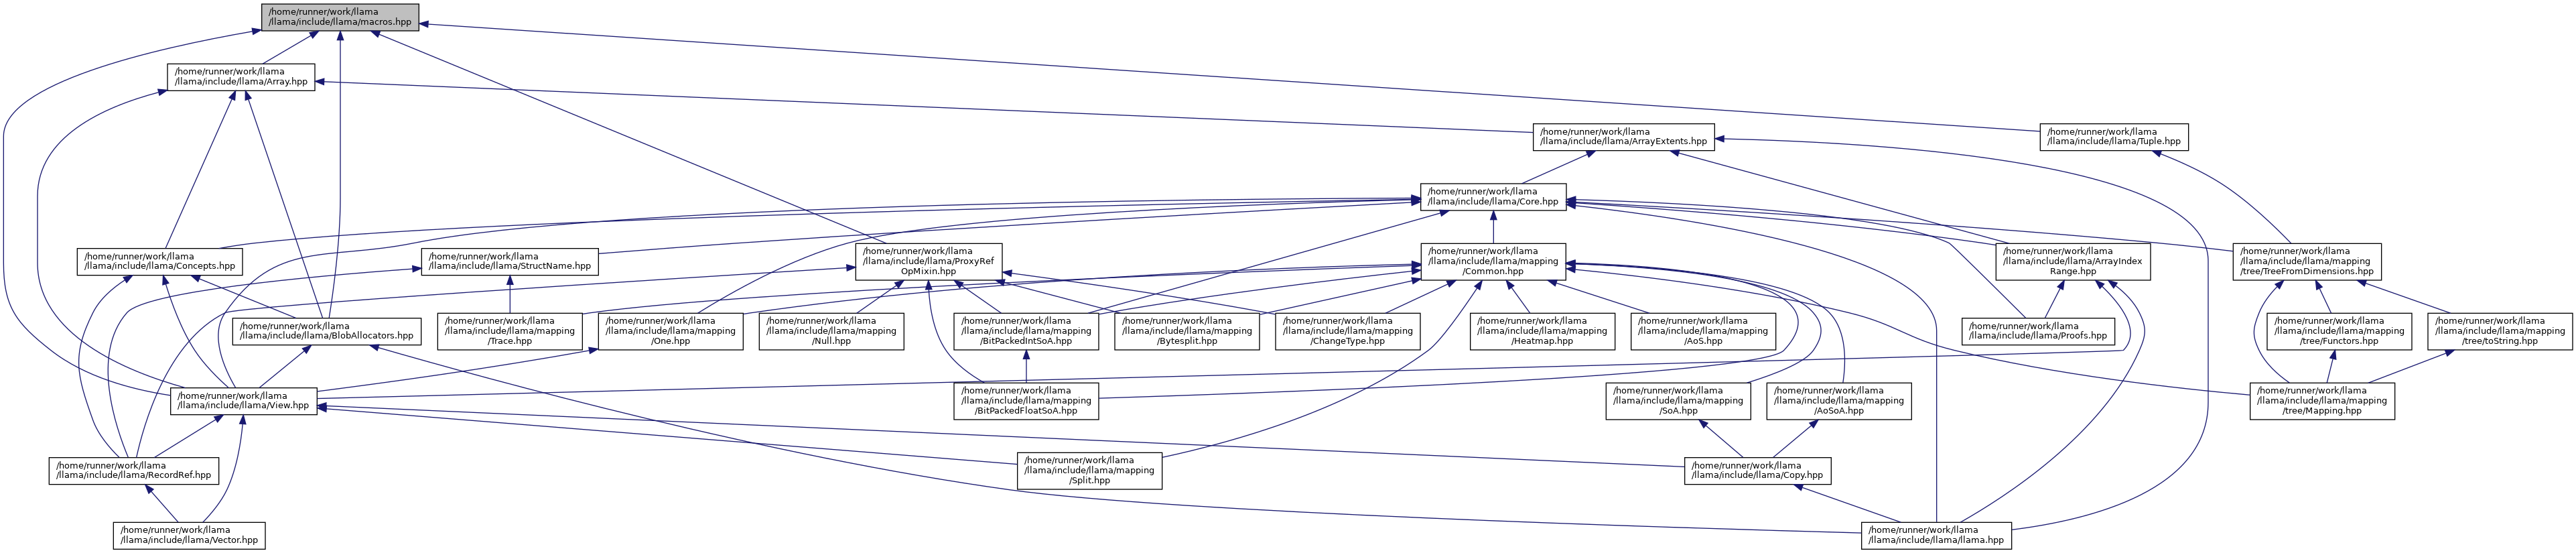 /home/runner/work/llama
/llama/include/llama/macros.hpp
/home/runner/work/llama
/llama/include/llama/Array.hpp
/home/runner/work/llama
/llama/include/llama/ArrayExtents.hpp
/home/runner/work/llama
/llama/include/llama/Tuple.hpp
/home/runner/work/llama
/llama/include/llama/Core.hpp
/home/runner/work/llama
/llama/include/llama/Concepts.hpp
/home/runner/work/llama
/llama/include/llama/StructName.hpp
/home/runner/work/llama
/llama/include/llama/ProxyRef
OpMixin.hpp
/home/runner/work/llama
/llama/include/llama/mapping
/Common.hpp
/home/runner/work/llama
/llama/include/llama/ArrayIndex
Range.hpp
/home/runner/work/llama
/llama/include/llama/mapping
/tree/TreeFromDimensions.hpp
/home/runner/work/llama
/llama/include/llama/BlobAllocators.hpp
/home/runner/work/llama
/llama/include/llama/mapping
/Trace.hpp
/home/runner/work/llama
/llama/include/llama/mapping
/One.hpp
/home/runner/work/llama
/llama/include/llama/mapping
/Null.hpp
/home/runner/work/llama
/llama/include/llama/mapping
/BitPackedIntSoA.hpp
/home/runner/work/llama
/llama/include/llama/mapping
/Bytesplit.hpp
/home/runner/work/llama
/llama/include/llama/mapping
/ChangeType.hpp
/home/runner/work/llama
/llama/include/llama/mapping
/Heatmap.hpp
/home/runner/work/llama
/llama/include/llama/mapping
/AoS.hpp
/home/runner/work/llama
/llama/include/llama/Proofs.hpp
/home/runner/work/llama
/llama/include/llama/mapping
/tree/Functors.hpp
/home/runner/work/llama
/llama/include/llama/mapping
/tree/toString.hpp
/home/runner/work/llama
/llama/include/llama/View.hpp
/home/runner/work/llama
/llama/include/llama/mapping
/BitPackedFloatSoA.hpp
/home/runner/work/llama
/llama/include/llama/mapping
/SoA.hpp
/home/runner/work/llama
/llama/include/llama/mapping
/AoSoA.hpp
/home/runner/work/llama
/llama/include/llama/mapping
/tree/Mapping.hpp
/home/runner/work/llama
/llama/include/llama/RecordRef.hpp
/home/runner/work/llama
/llama/include/llama/mapping
/Split.hpp
/home/runner/work/llama
/llama/include/llama/Copy.hpp
/home/runner/work/llama
/llama/include/llama/Vector.hpp
/home/runner/work/llama
/llama/include/llama/llama.hpp